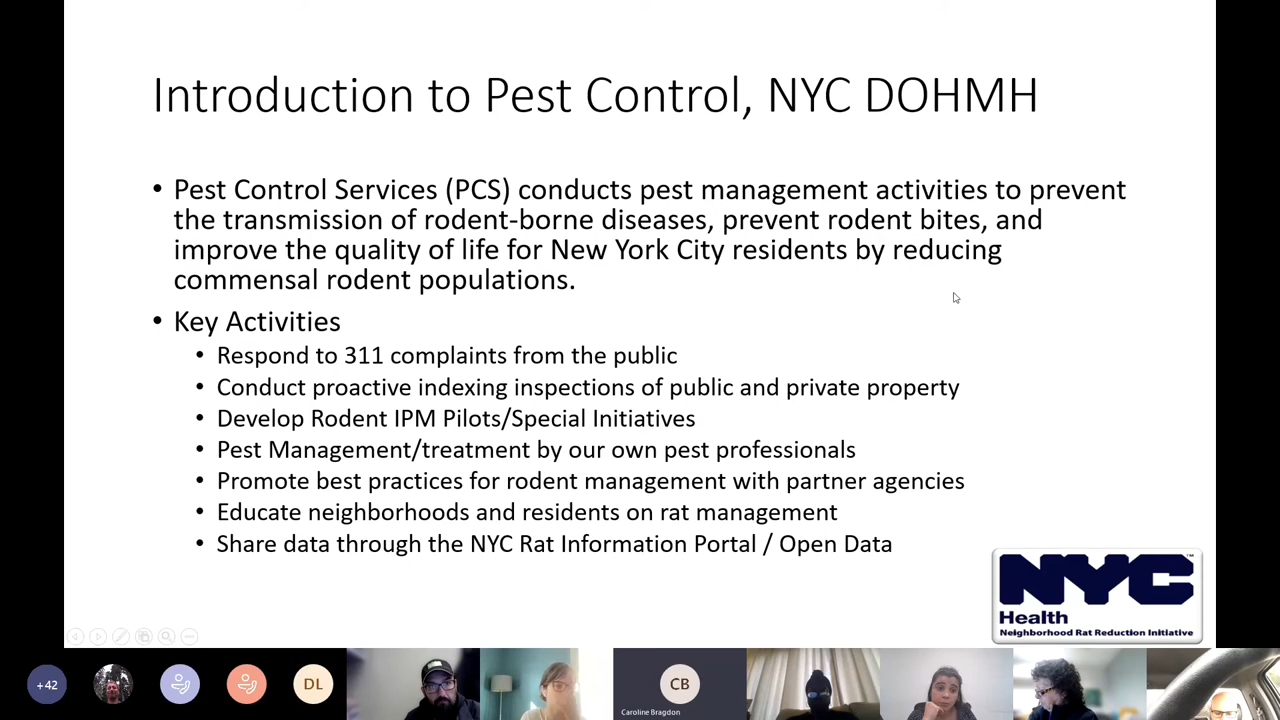 Introduction to Pest Control, NYC DOHMH
• Pest Control Services (PCS) conducts pest management activities to prevent
the transmission of rodent-borne diseases, prevent rodent bites, and
improve the quality of life for New York City residents by reducing
commensal rodent populations.
• Key Activities
• Respond to 311 complaints from the public
• Conduct proactive indexing inspections of public and private property
• Develop Rodent IPM Pilots/Special Initiatives
• Pest Management/treatment by our own pest professionals
• Promote best practices for rodent management with partner agencies
• Educate neighborhoods and residents on rat management
• Share data through the NYC Rat Information Portal / Open Data
NYC™
Health
Neighborhood Rat Reduction Initiative
+42
DL
CB
Caroline Bragdon